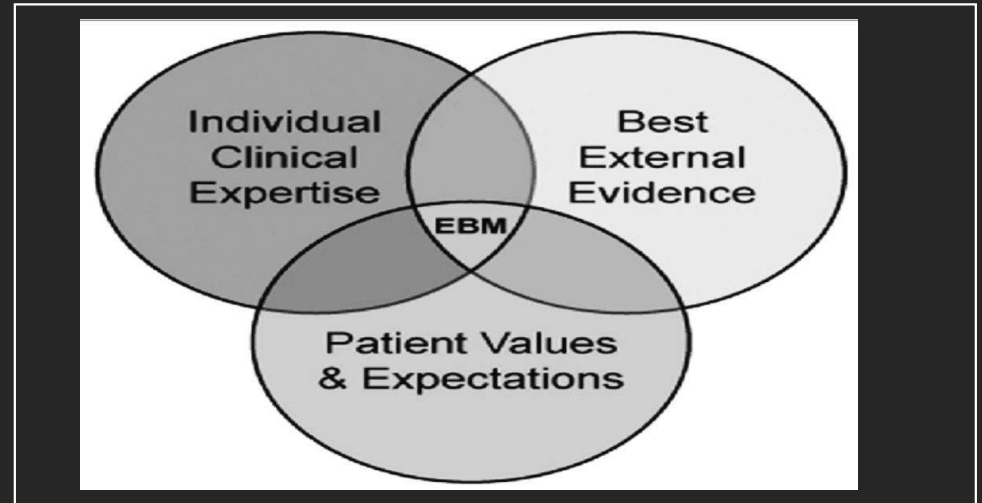 Individual
Clinical
Expertise
Best
External
Evidence
EBM
Patient Values
& Expectations